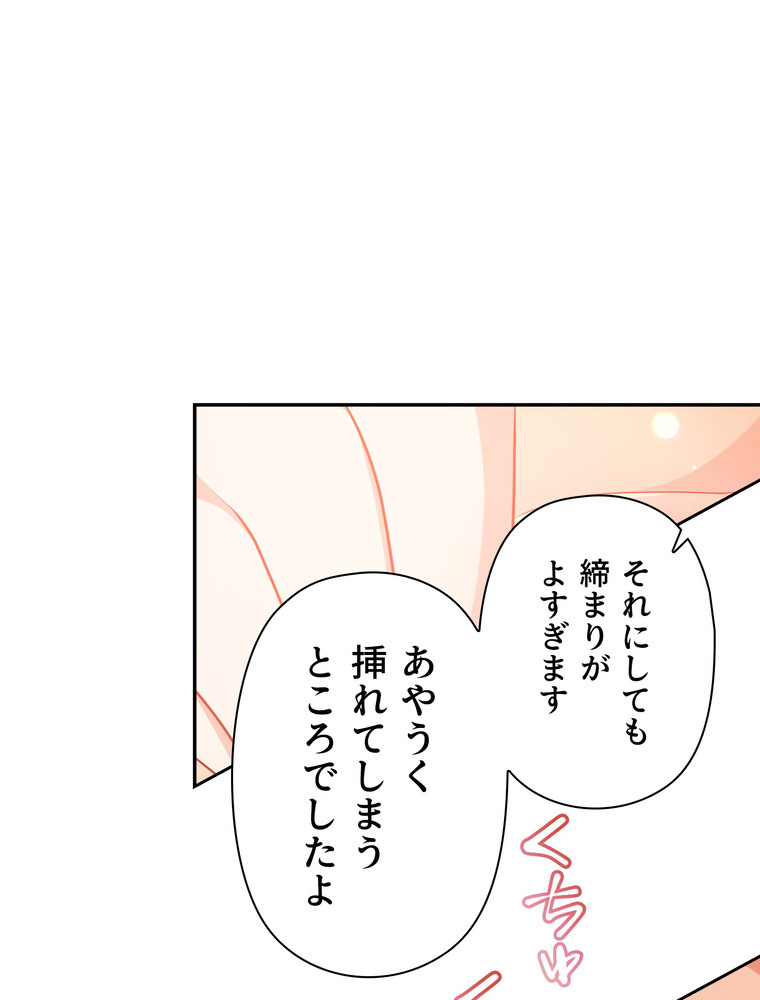 それにしても
締まりが
よすぎます
あやうく
挿れてしまう
ところでしたよ
くちゅ